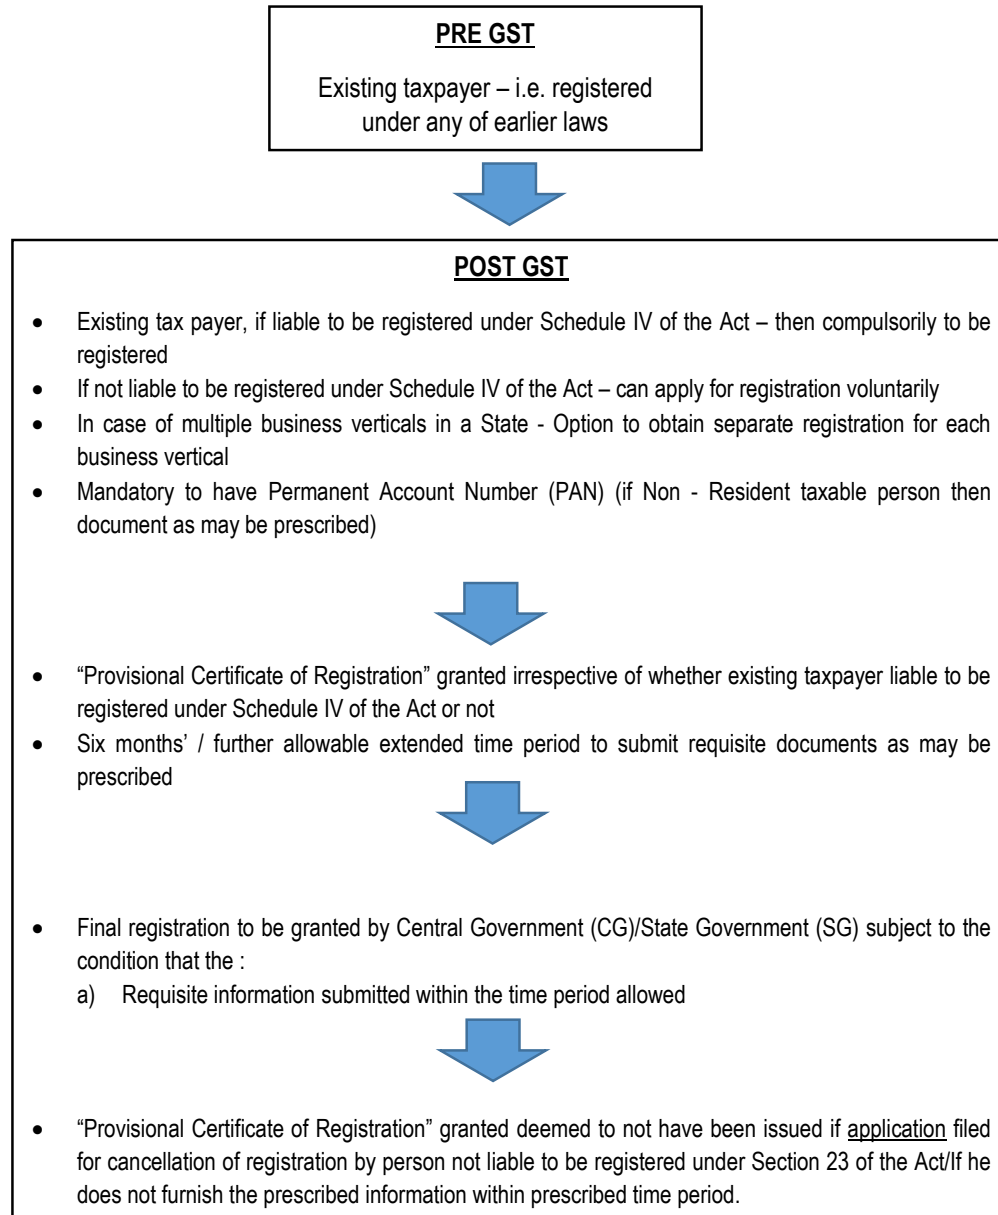 PRE GST
Existing taxpayer – i.e. registered
under any of earlier laws
POST GST
• Existing tax payer, if liable to be registered under Schedule IV of the Act – then compulsorily to be
registered
• If not liable to be registered under Schedule IV of the Act – can apply for registration voluntarily
• In case of multiple business verticals in a State - Option to obtain separate registration for each
business vertical
• Mandatory to have Permanent Account Number (PAN) (if Non - Resident taxable person then
document as may be prescribed)
• “Provisional Certificate of Registration” granted irrespective of whether existing taxpayer liable to be
registered under Schedule IV of the Act or not
• Six months’ / further allowable extended time period to submit requisite documents as may be
prescribed
• Final registration to be granted by Central Government (CG)/State Government (SG) subject to the
condition that the :
a) Requisite information submitted within the time period allowed
• “Provisional Certificate of Registration” granted deemed to not have been issued if application filed
for cancellation of registration by person not liable to be registered under Section 23 of the Act/If he
does not furnish the prescribed information within prescribed time period.